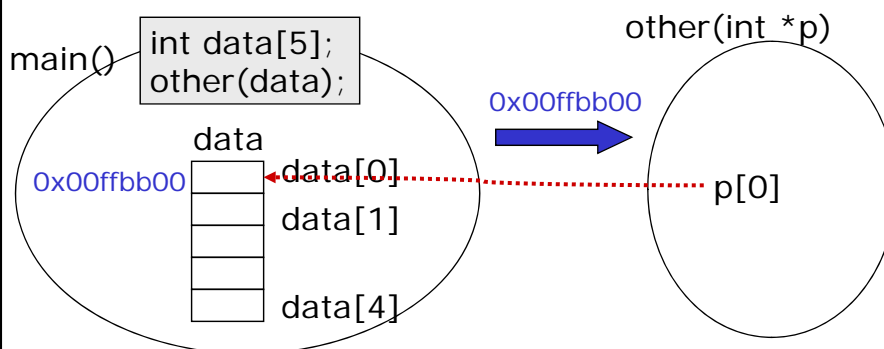 main()
int data[5];
other(data);
other(int *p)
0x00ffbb00
data
0x00ffbb00
data[0]
p[0]
data[1]
data[4]